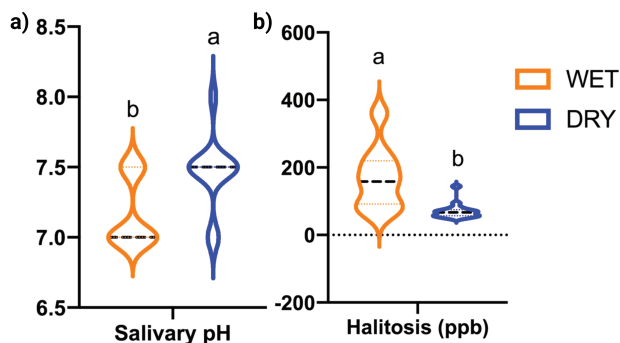 a)
8.5
8.0
7.5
7.0
6.5
b
a
Salivary pH
b)
600
400
200
0
-200
a
b
Halitosis (ppb)
WET
DRY